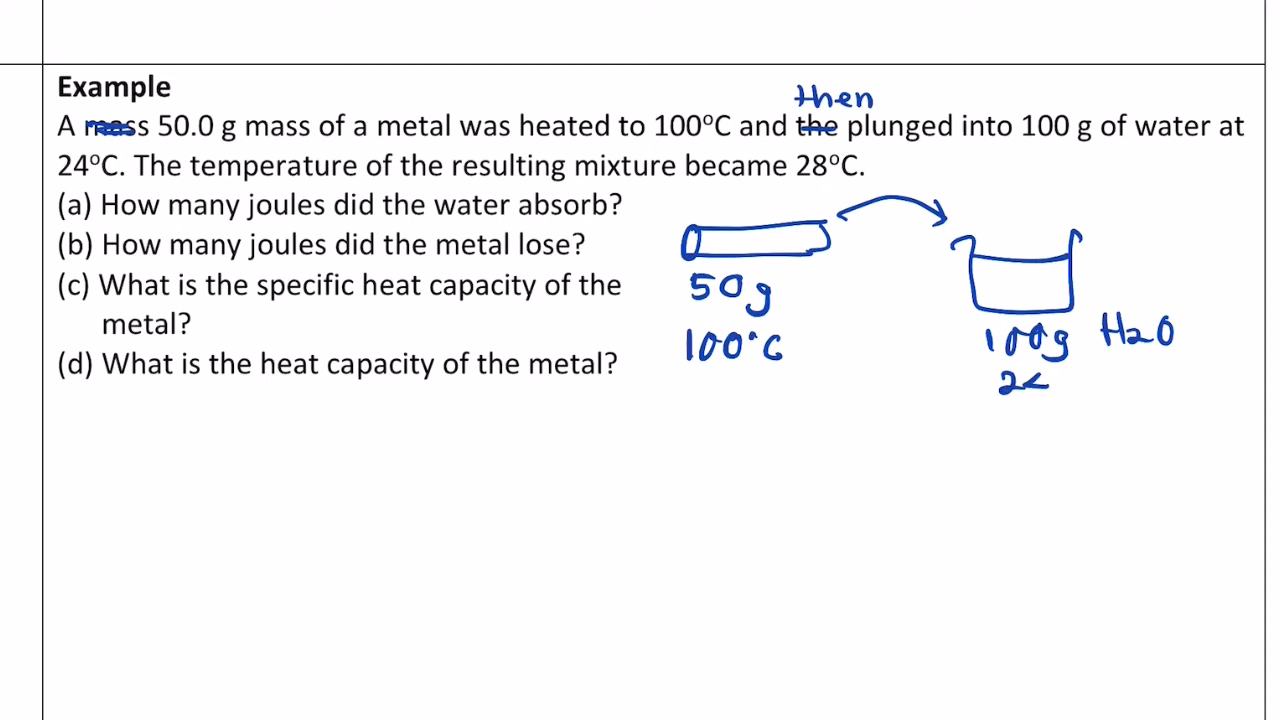 Example
then
A mass 50.0 g mass of a metal was heated to 100°C and the plunged into 100 g of water at
24°C. The temperature of the resulting mixture became 28°C.
(a) How many joules did the water absorb?
(b) How many joules did the metal lose?
(c) What is the specific heat capacity of the
metal?
(d) What is the heat capacity of the metal?
50g
100°C
100g H2O
2